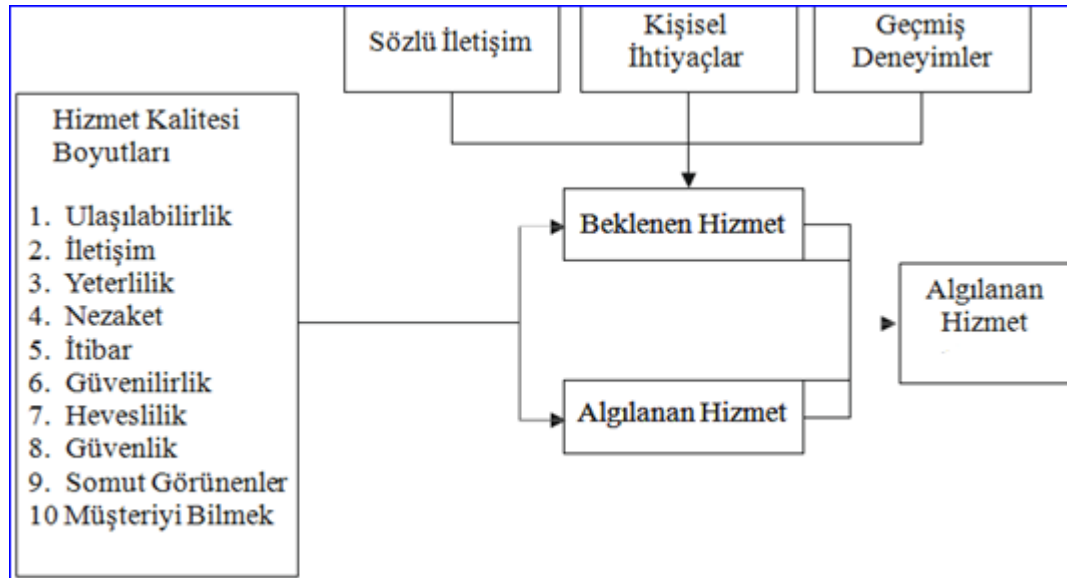 Sözlü İletişim
Kişisel
İhtiyaçlar
Geçmiş
Deneyimler
Hizmet Kalitesi
Boyutları
1. Ulaşılabilirlik
2. İletişim
3. Yeterlilik
4. Nezaket
5. İtibar
6. Güvenilirlik
7. Heveslilik
8. Güvenlik
9. Somut Görünenler
10 Müşteriyi Bilmek
Beklenen Hizmet
Algılanan Hizmet
Algılanan
Hizmet